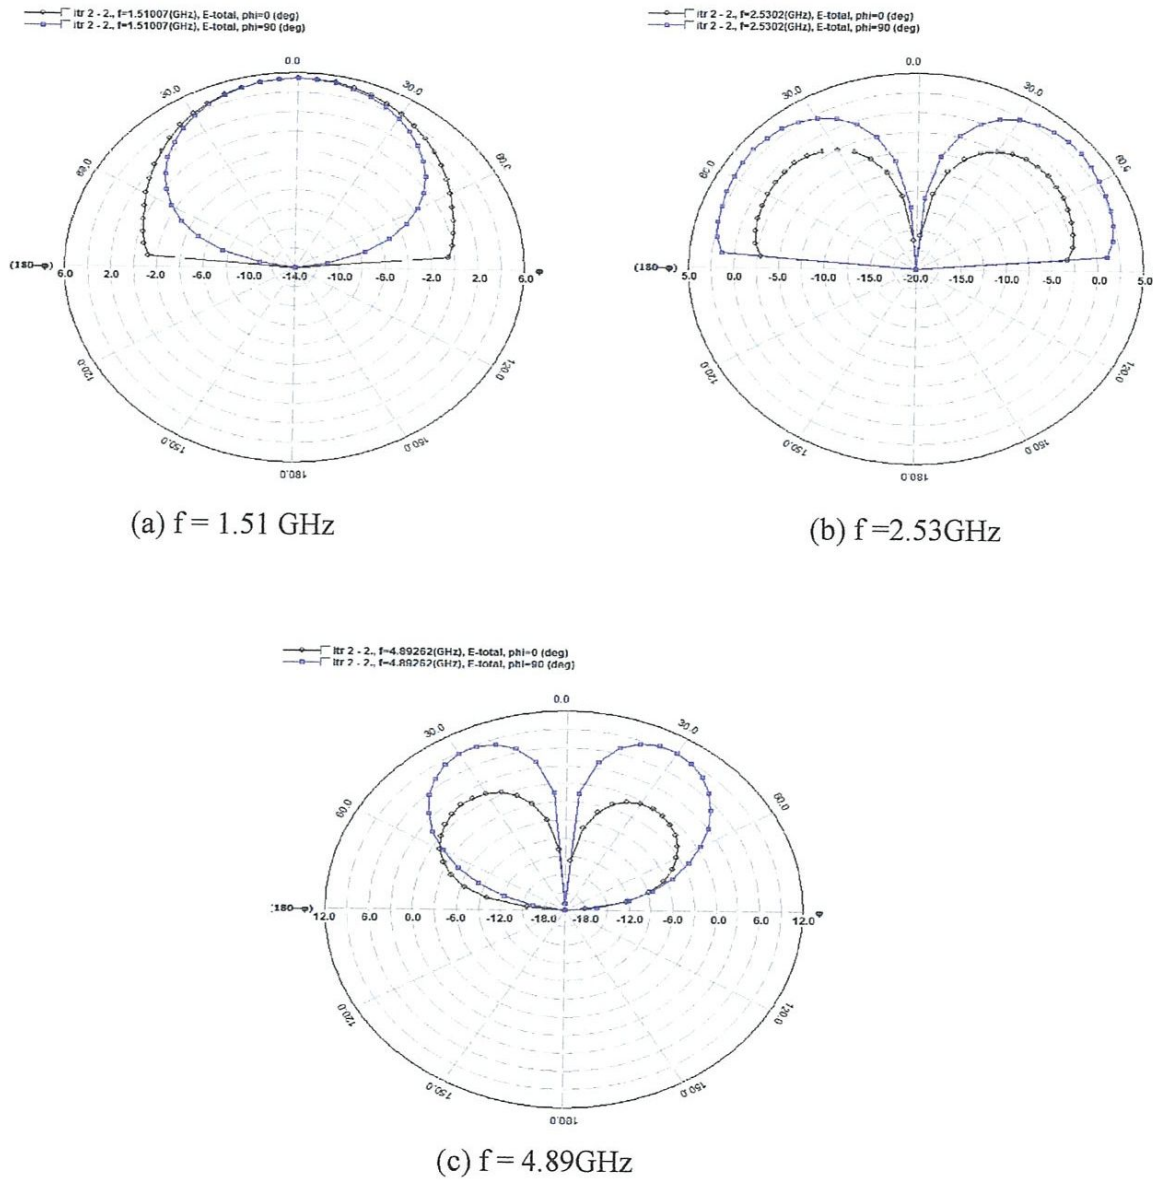 itr 2 - 2., f=1.51007(GHz), E-total, phi=0 (deg)
itr 2 - 2., f=1.51007(GHz), E-total, phi=90 (deg)
0.0
30.0 30.0
60.0 60.0
(180-φ) φ
6.0 2.0 -2.0 -6.0 -10.0 -14.0 -10.0 -6.0 -2.0 2.0 6.0
120.0 120.0
150.0 150.0
180.0
(a) f = 1.51 GHz
itr 2 - 2., f=2.5302(GHz), E-total, phi=0 (deg)
itr 2 - 2., f=2.5302(GHz), E-total, phi=90 (deg)
0.0
30.0 30.0
60.0 60.0
(180-φ)
5.0 0.0 -5.0 -10.0 -15.0 -20.0 -15.0 -10.0 -5.0 0.0 5.0
120.0 120.0
150.0 150.0
180.0
(b) f =2.53GHz
itr 2 - 2., f=4.89262(GHz), E-total, phi=0 (deg)
itr 2 - 2., f=4.89262(GHz), E-total, phi=90 (deg)
0.0
30.0 30.0
60.0 60.0
(180-φ) 12.0 6.0 0.0 -6.0 -12.0 -18.0 -18.0 -12.0 -6.0 0.0 6.0 12.0 φ
120.0 120.0
150.0 150.0
180.0
(c) f = 4.89GHz